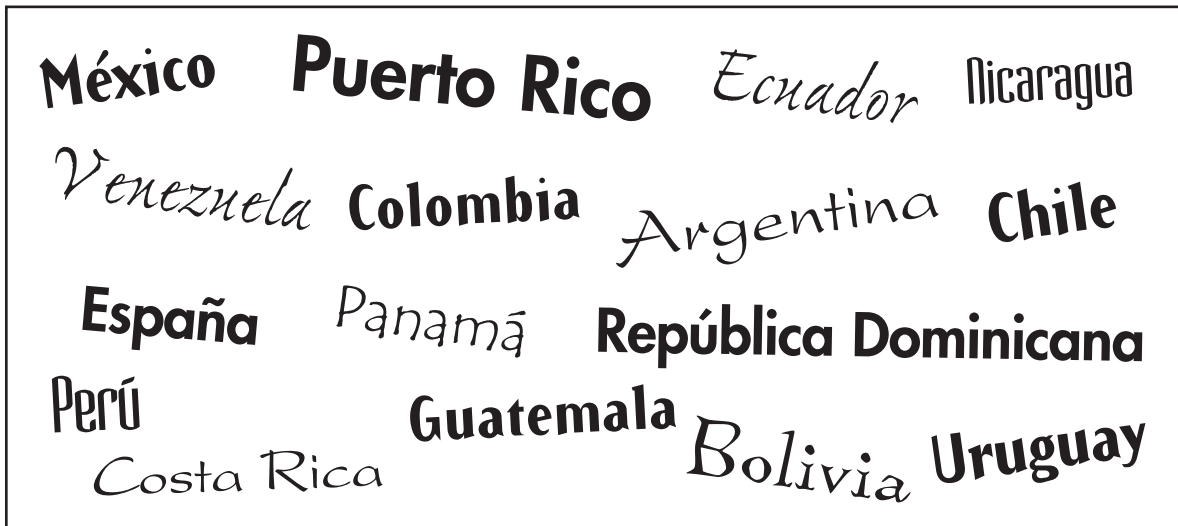 México Puerto Rico Ecuador Nicaragua
Venezuela Colombia Argentina Chile
España Panamá República Dominicana
Perú Guatemala Bolivia Uruguay
Costa Rica